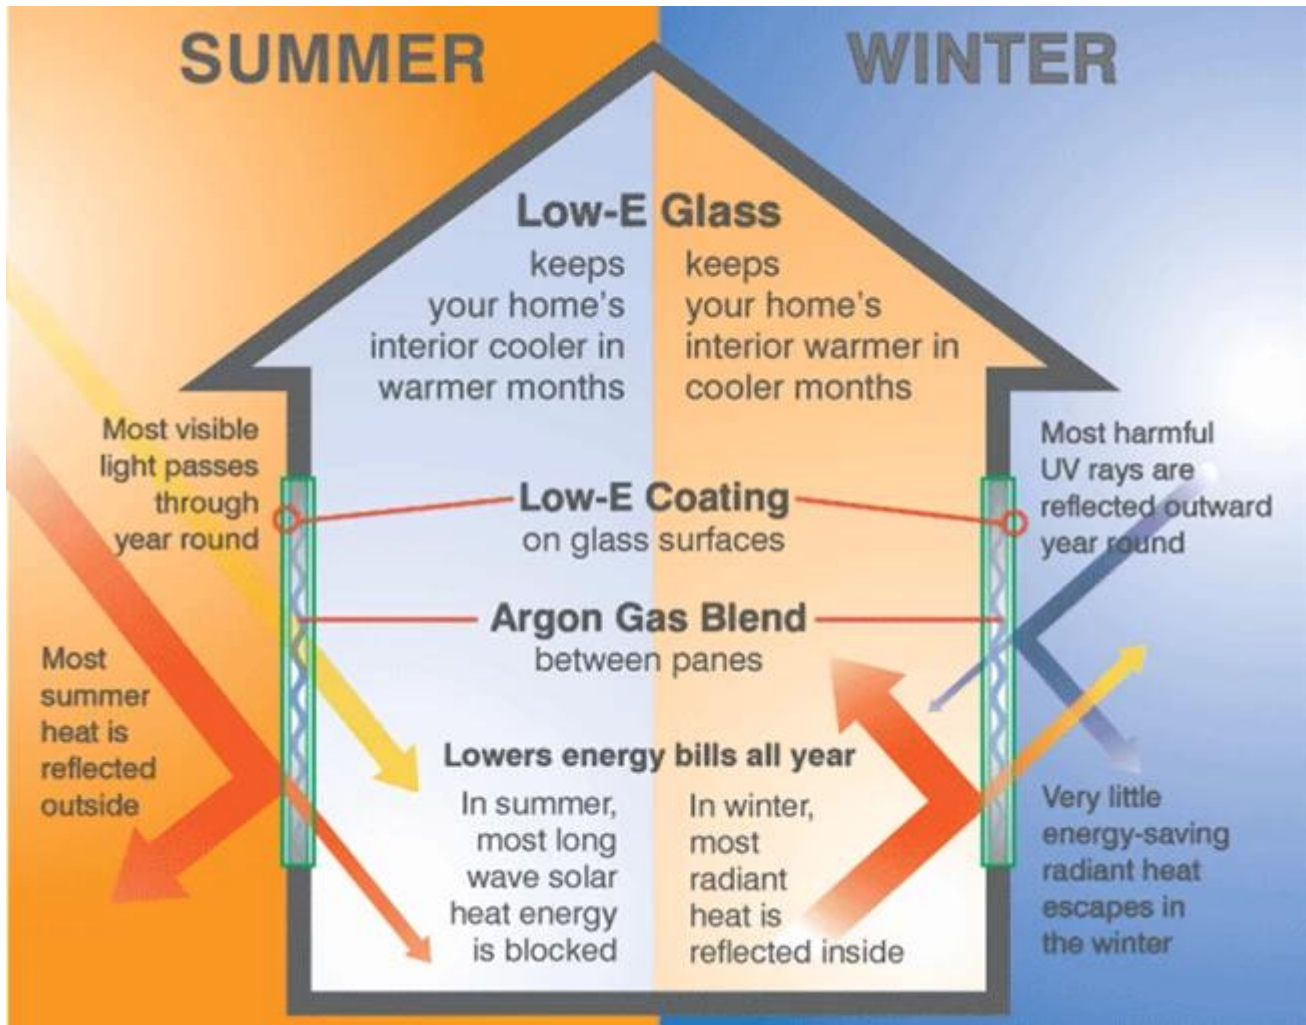 SUMMER
WINTER
Low-E Glass
keeps
your home's
interior cooler in
warmer months
keeps
your home's
interior warmer in
cooler months
Most visible
light passes
through
year round
Most harmful
UV rays are
reflected outward
year round
Low-E Coating
on glass surfaces
Argon Gas Blend
between panes
Most
summer
heat is
reflected
outside
Lowers energy bills all year
In summer,
most long
wave solar
heat energy
is blocked
In winter,
most
radiant
heat is
reflected inside
Very little
energy-saving
radiant heat
escapes in
the winter